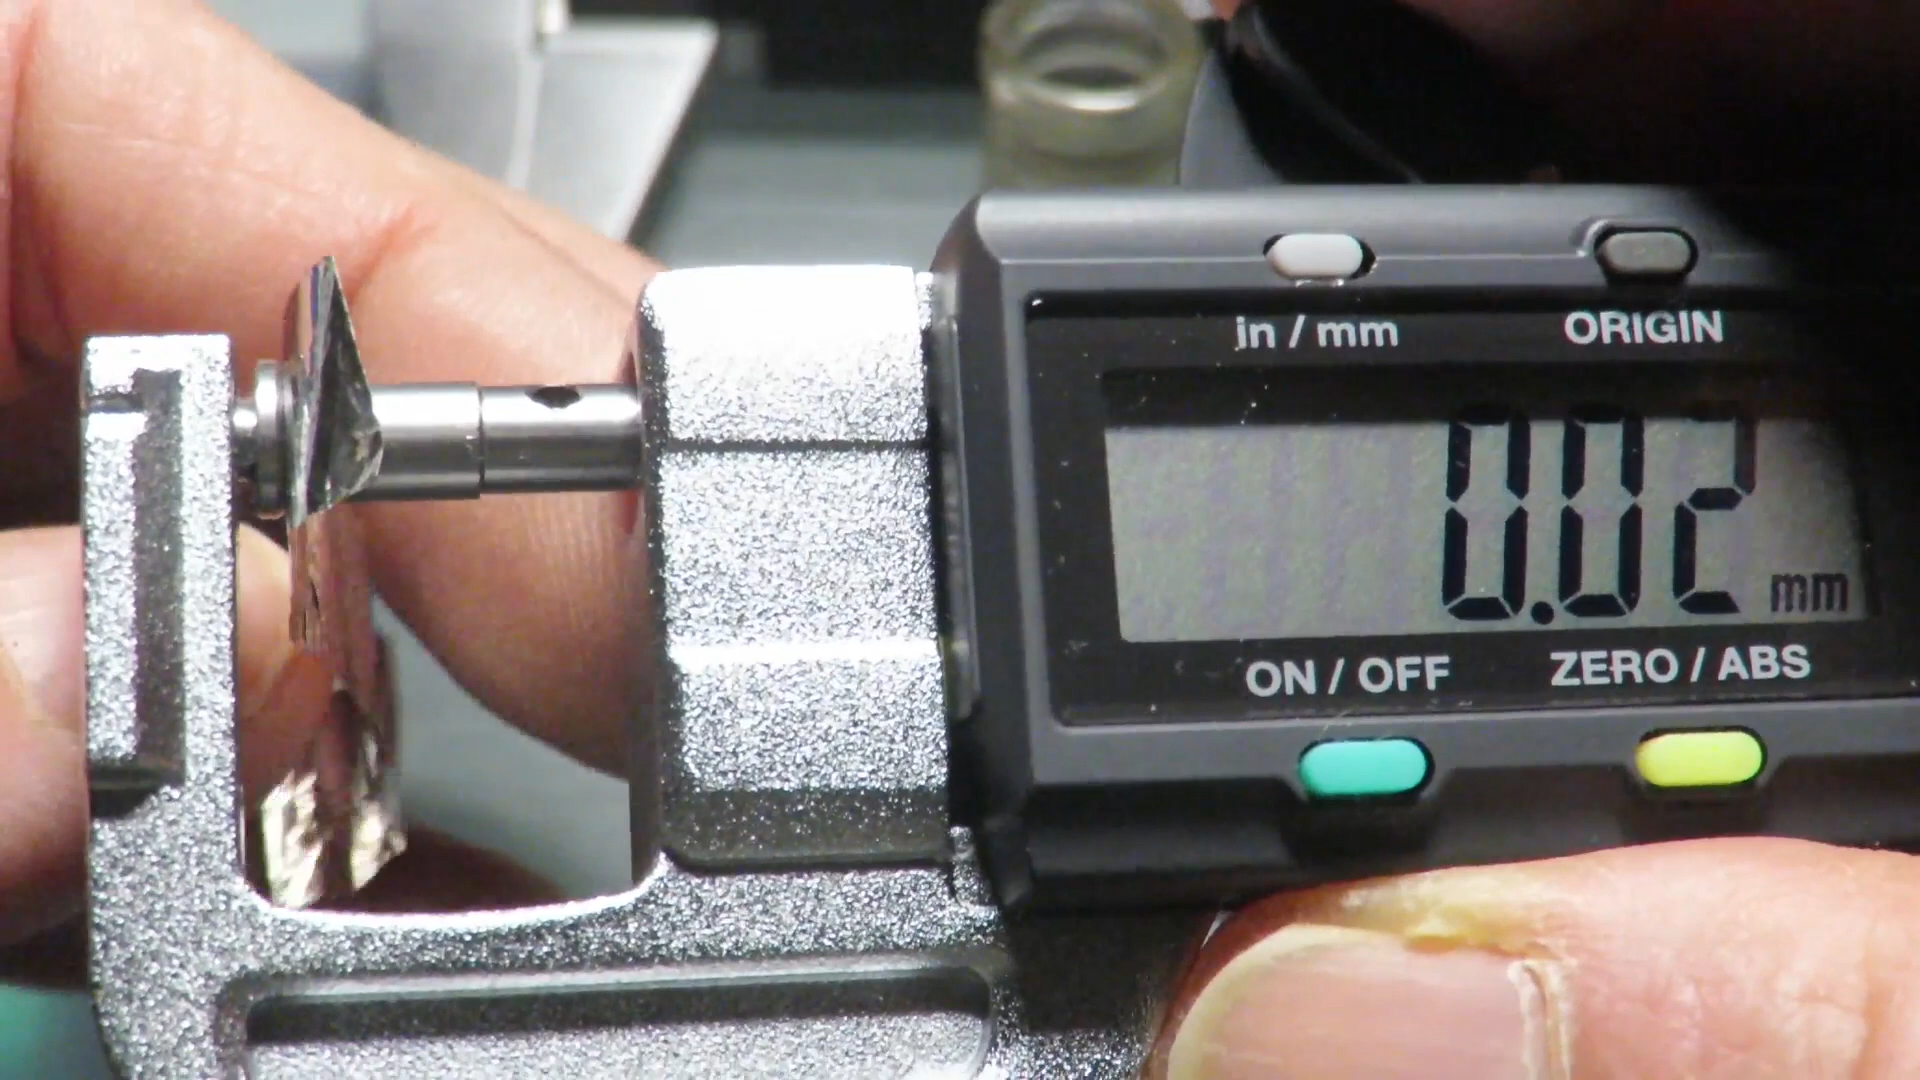 in / mm
ORIGIN
0.02 mm
ON / OFF
ZERO / ABS